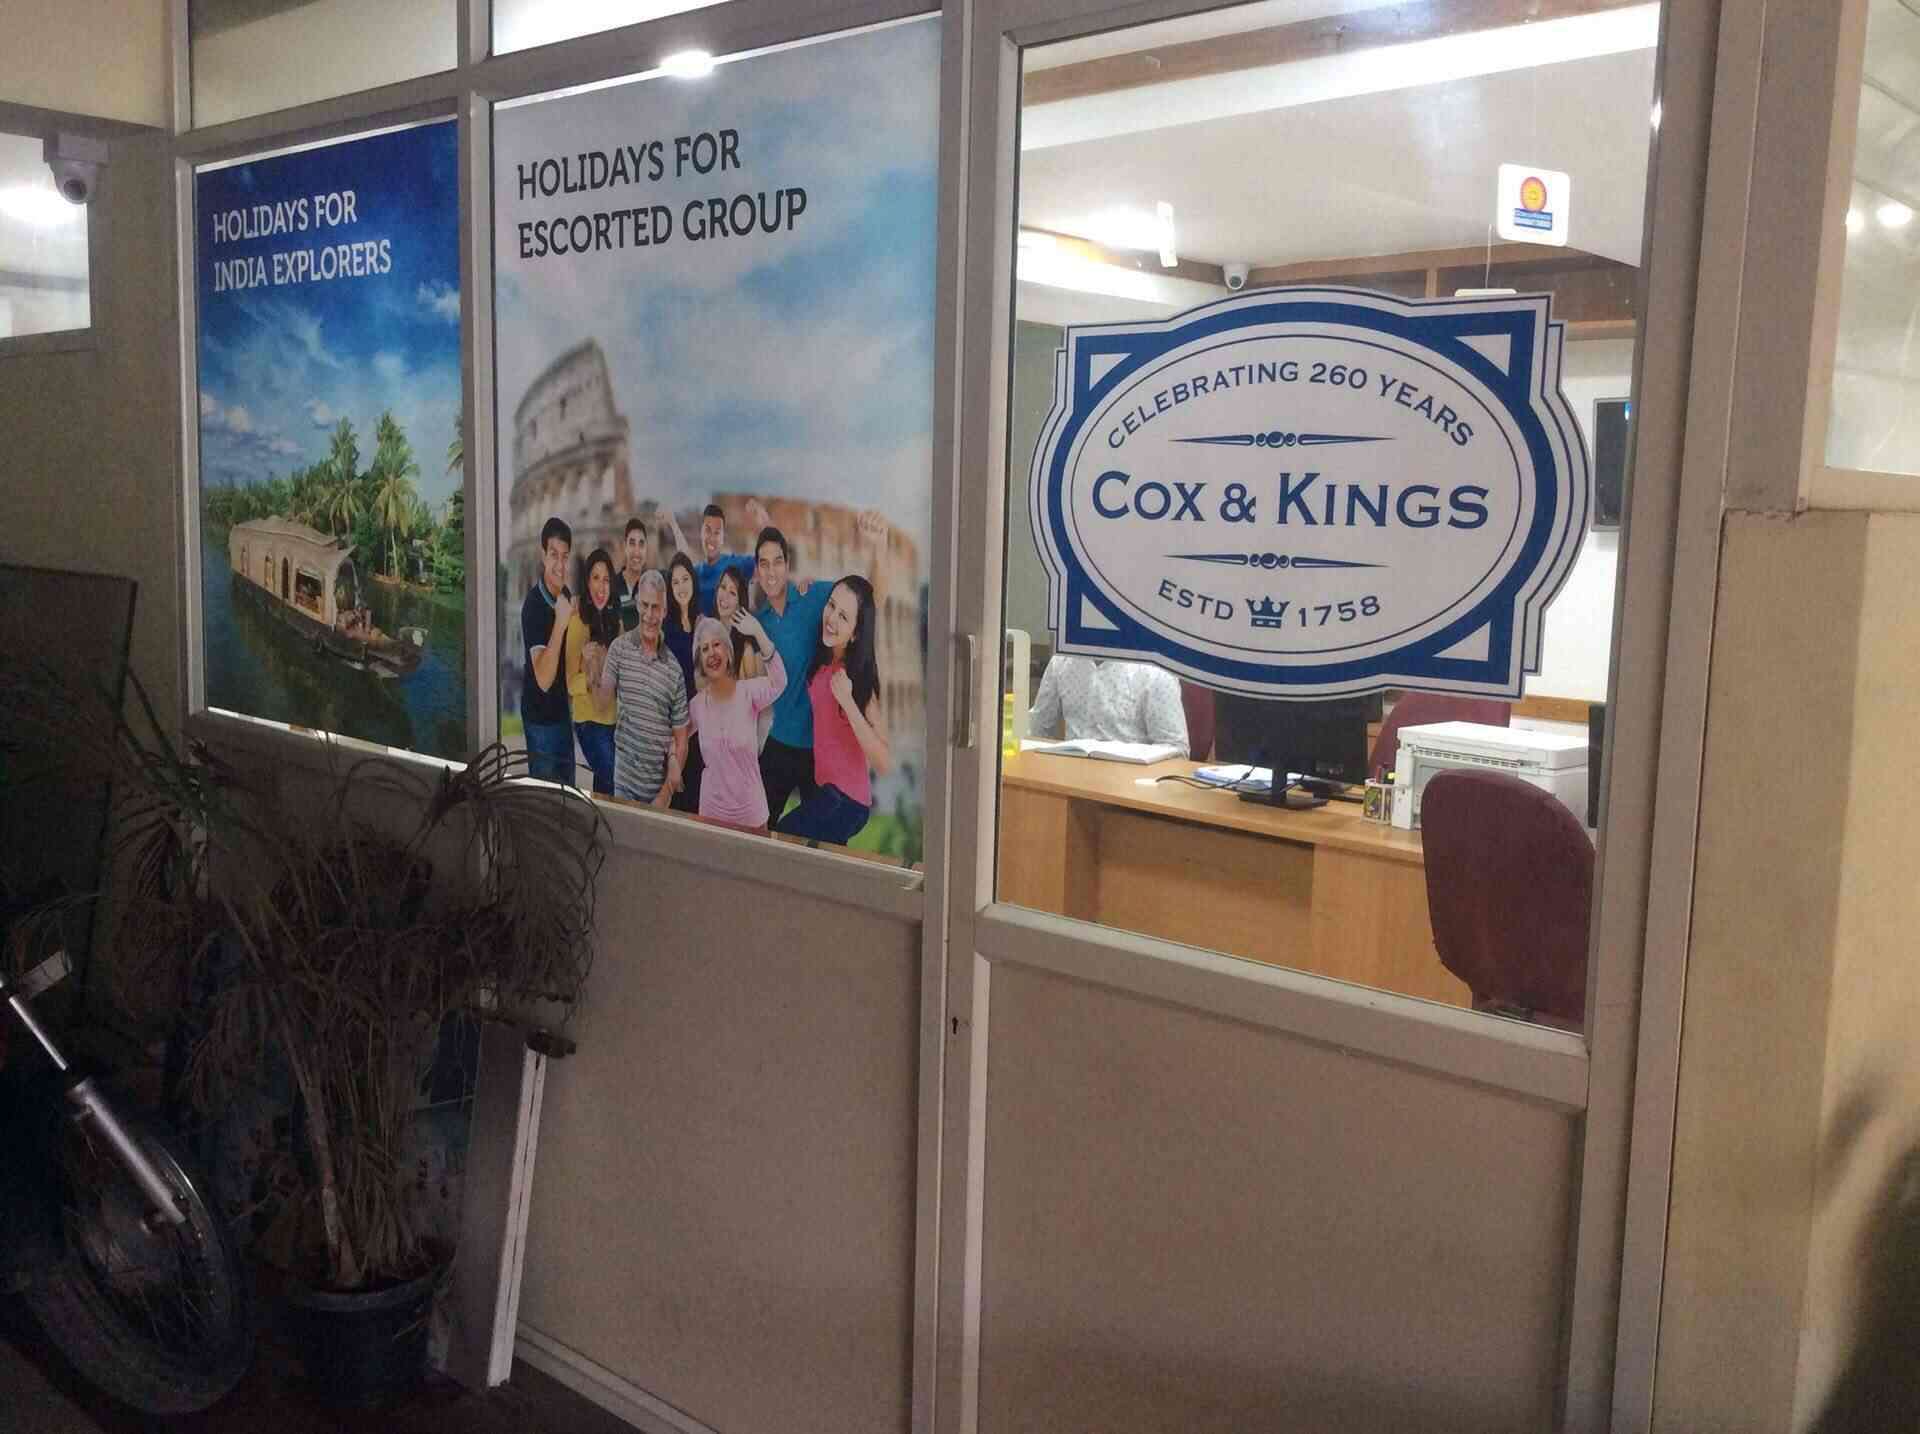 HOLIDAYS FOR
INDIA EXPLORERS
HOLIDAYS FOR
ESCORTED GROUP
CELEBRATING 260 YEARS
COX & KINGS
ESTD 1758